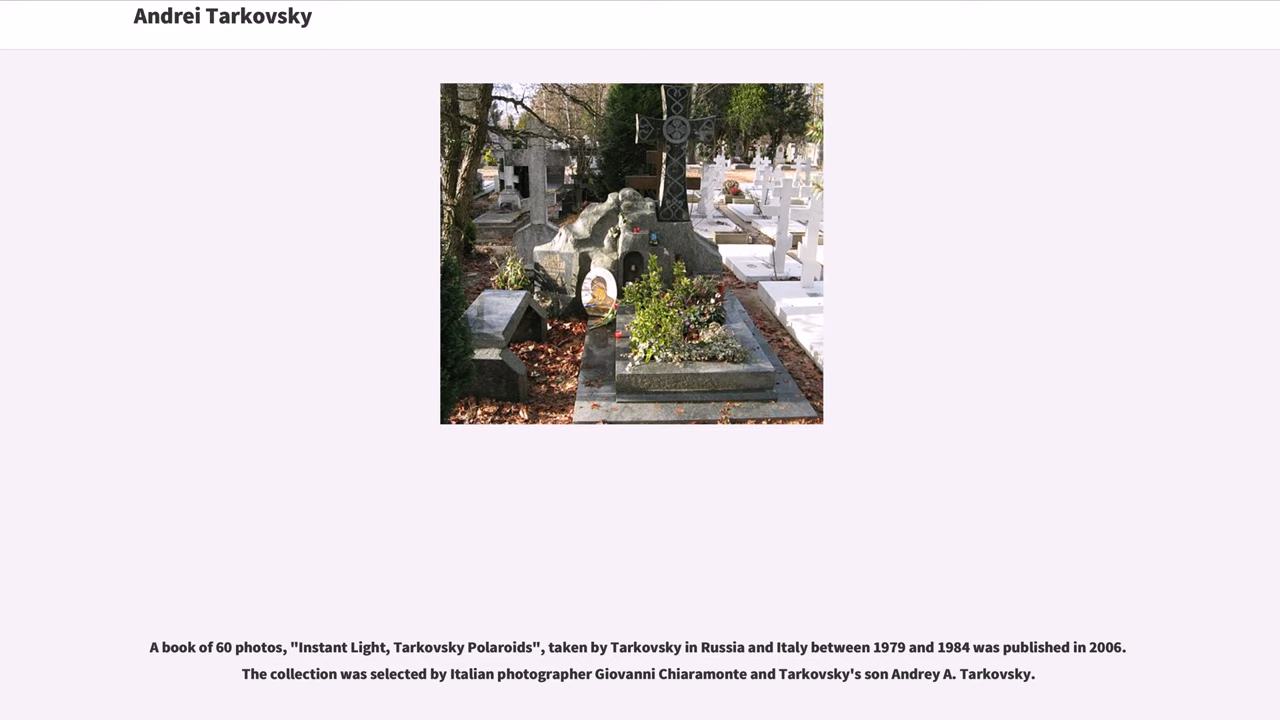 Andrei Tarkovsky
A book of 60 photos, "Instant Light, Tarkovsky Polaroids", taken by Tarkovsky in Russia and Italy between 1979 and 1984 was published in 2006.
The collection was selected by Italian photographer Giovanni Chiaramonte and Tarkovsky's son Andrey A. Tarkovsky.